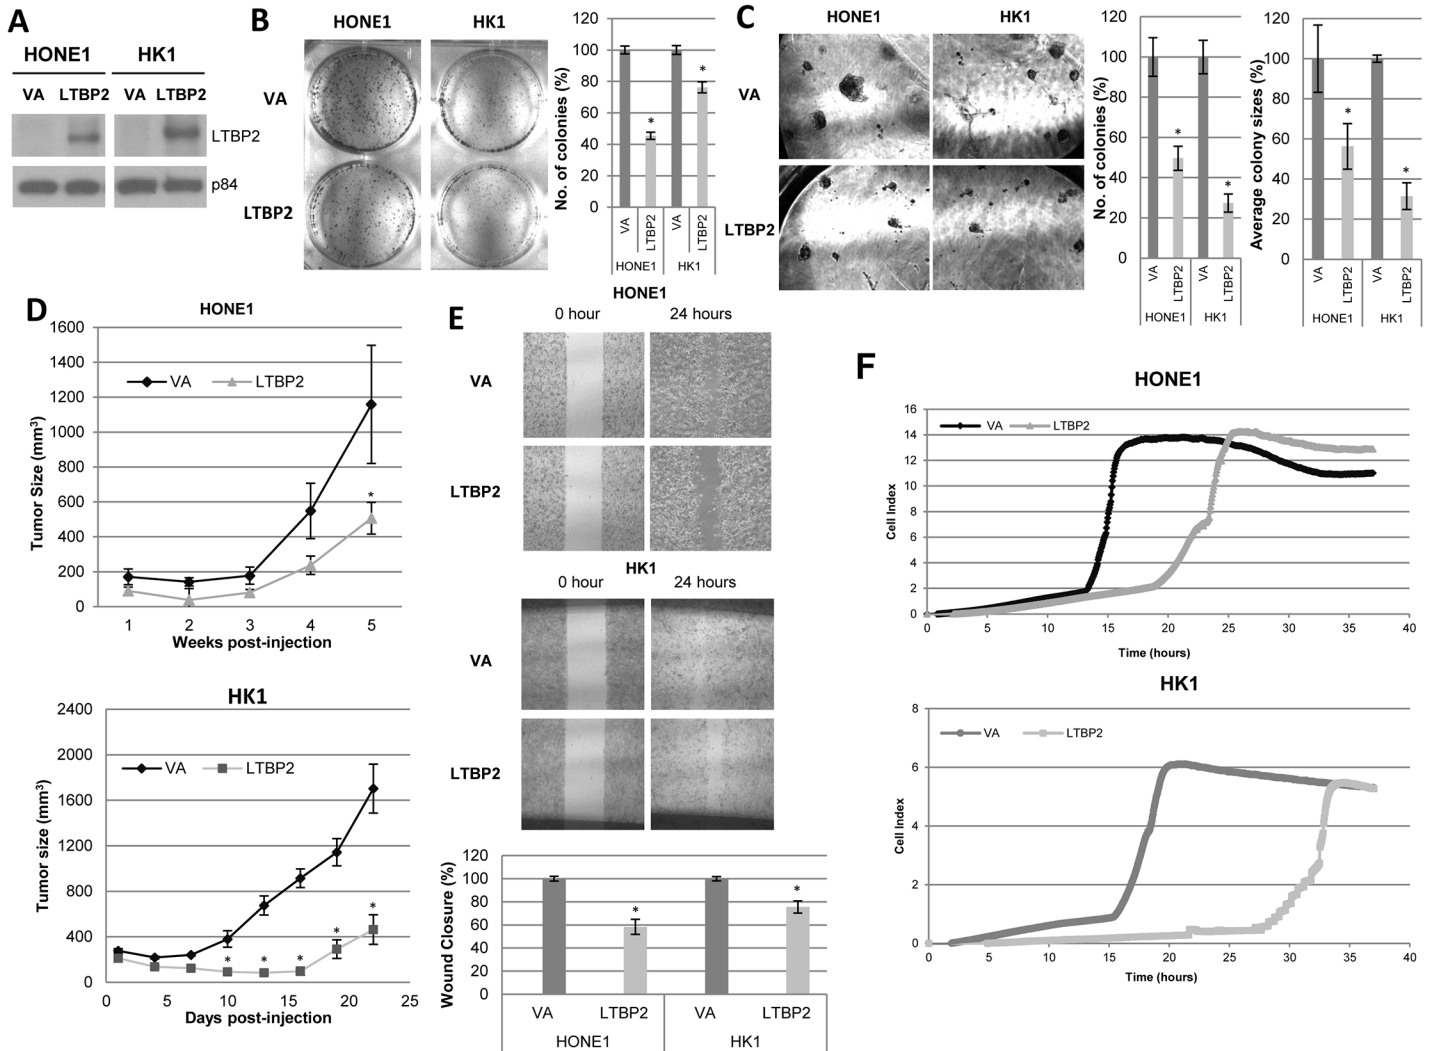 A
HONE1 HK1
VA LTBP2 VA LTBP2
LTBP2
p84
B
HONE1 HK1
VA
LTBP2
No. of colonies (%)
120
100
80
60
40
20
0
*
*
VA LTBP2 VA LTBP2
HONE1 HK1
C
HONE1 HK1
VA
LTBP2
No. of colonies (%)
120
100
80
60
40
20
0
*
*
VA LTBP2 VA LTBP2
HONE1 HK1
Average colony sizes (%)
120
100
80
60
40
20
0
*
*
VA LTBP2 VA LTBP2
HONE1 HK1
D
HONE1
Tumor Size (mm³)
1600
1400
1200
1000
800
600
400
200
0
VA LTBP2
*
1 2 3 4 5
Weeks post-injection
HK1
Tumor size (mm³)
2400
2000
1600
1200
800
400
0
VA LTBP2
* * * * *
0 5 10 15 20 25
Days post-injection
E
HONE1
0 hour 24 hours
VA
LTBP2
HK1
0 hour 24 hours
VA
LTBP2
Wound Closure (%)
120
100
80
60
40
20
0
*
*
VA LTBP2 VA LTBP2
HONE1 HK1
F
HONE1
Cell Index
16
14
12
10
8
6
4
2
0
VA LTBP2
0 5 10 15 20 25 30 35 40
Time (hours)
HK1
Cell Index
8
6
4
2
0
VA LTBP2
0 5 10 15 20 25 30 35 40
Time (hours)